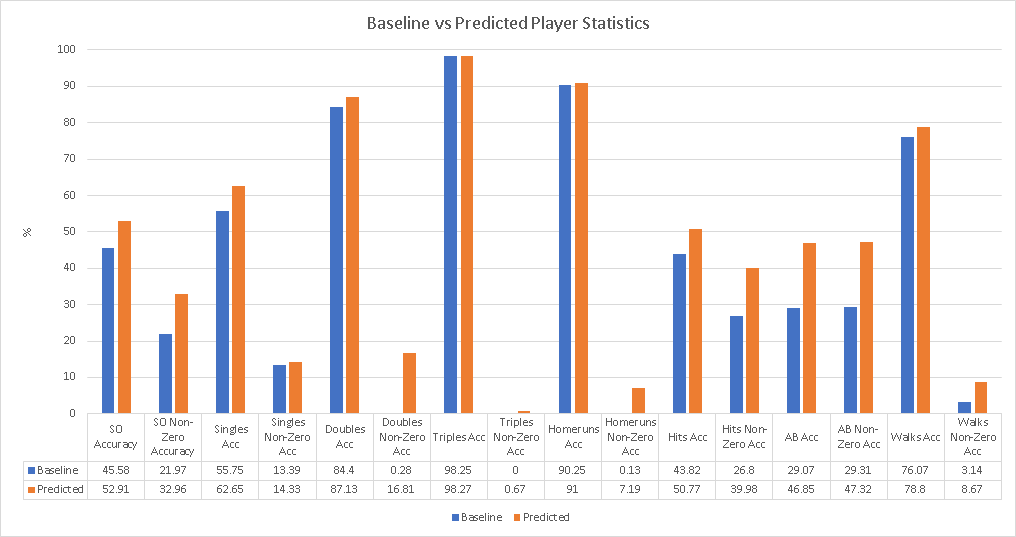 Baseline vs Predicted Player Statistics
100
90
80
70
60
50
40
30
20
10
0
%
SO Accuracy
SO Non-Zero Accuracy
Singles Acc
Singles Non-Zero Acc
Doubles Acc
Doubles Non-Zero Acc
Triples Acc
Triples Non-Zero Acc
Homeruns Acc
Homeruns Non-Zero Acc
Hits Acc
Hits Non-Zero Acc
AB Acc
AB Non-Zero Acc
Walks Acc
Walks Non-Zero Acc
Baseline 45.58 21.97 55.75 13.39 84.4 0.28 98.25 0 90.25 0.13 43.82 26.8 29.07 29.31 76.07 3.14
Predicted 52.91 32.96 62.65 14.33 87.13 16.81 98.27 0.67 91 7.19 50.77 39.98 46.85 47.32 78.8 8.67
Baseline Predicted